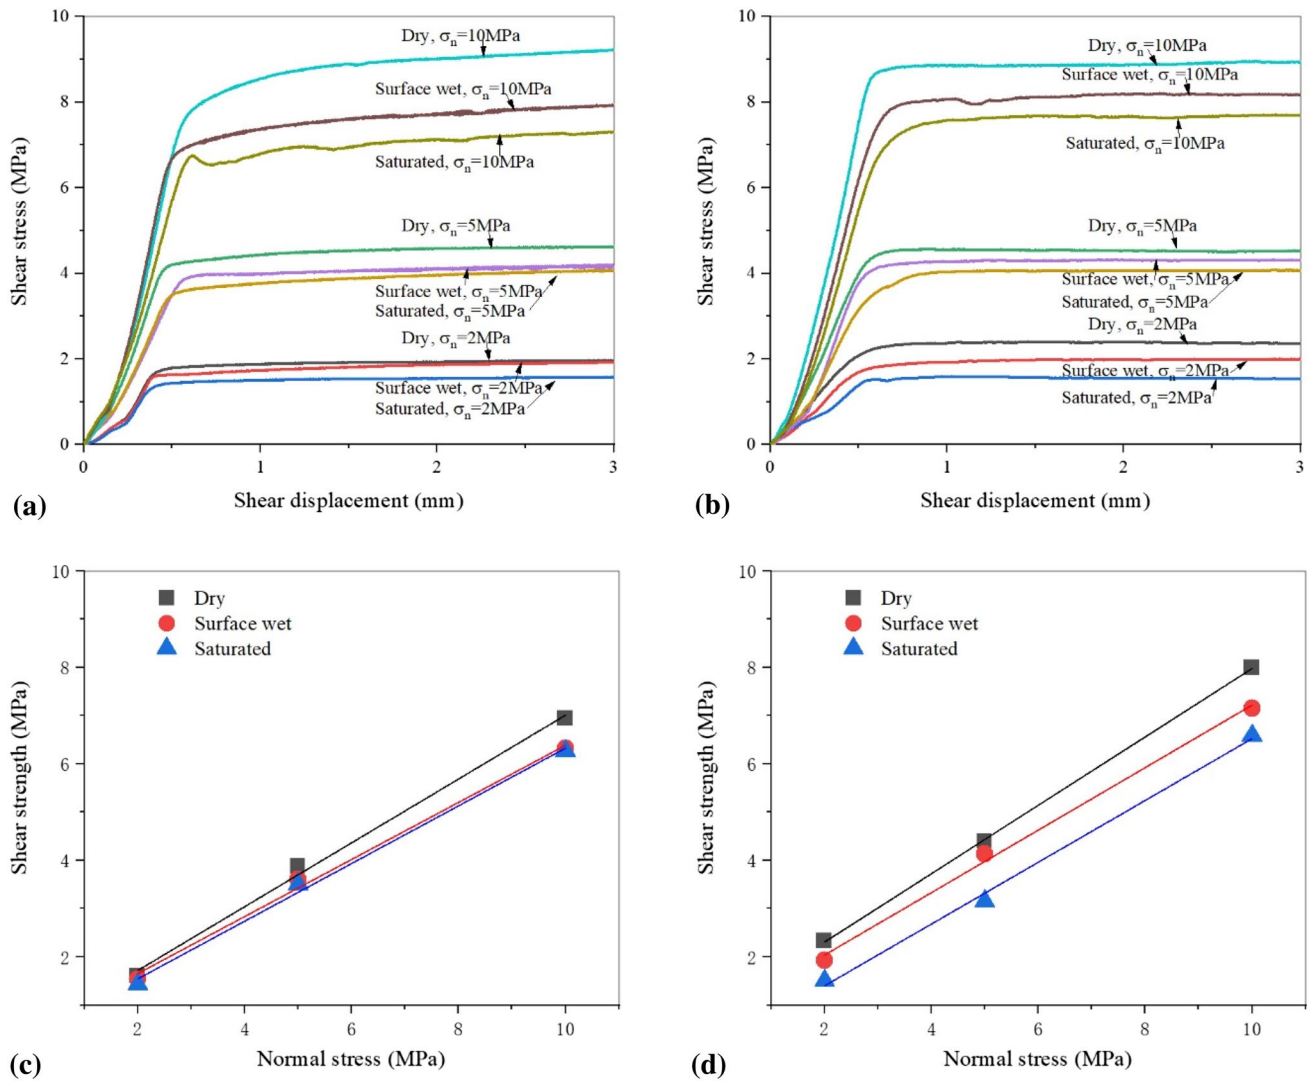 10
8
6
4
2
0
Shear stress (MPa)
Dry, σn=10MPa
Surface wet, σn=10MPa
Saturated, σn=10MPa
Dry, σn=5MPa
Surface wet, σn=5MPa
Saturated, σn=5MPa
Dry, σn=2MPa
Surface wet, σn=2MPa
Saturated, σn=2MPa
0 1 2 3
Shear displacement (mm)
(a)
10
8
6
4
2
0
Shear stress (MPa)
Dry, σn=10MPa
Surface wet, σn=10MPa
Saturated, σn=10MPa
Dry, σn=5MPa
Surface wet, σn=5MPa
Saturated, σn=5MPa
Dry, σn=2MPa
Surface wet, σn=2MPa
Saturated, σn=2MPa
0 1 2 3
Shear displacement (mm)
(b)
10
8
6
4
2
Shear strength (MPa)
Dry
Surface wet
Saturated
2 4 6 8 10
Normal stress (MPa)
(c)
10
8
6
4
2
Shear strength (MPa)
Dry
Surface wet
Saturated
2 4 6 8 10
Normal stress (MPa)
(d)